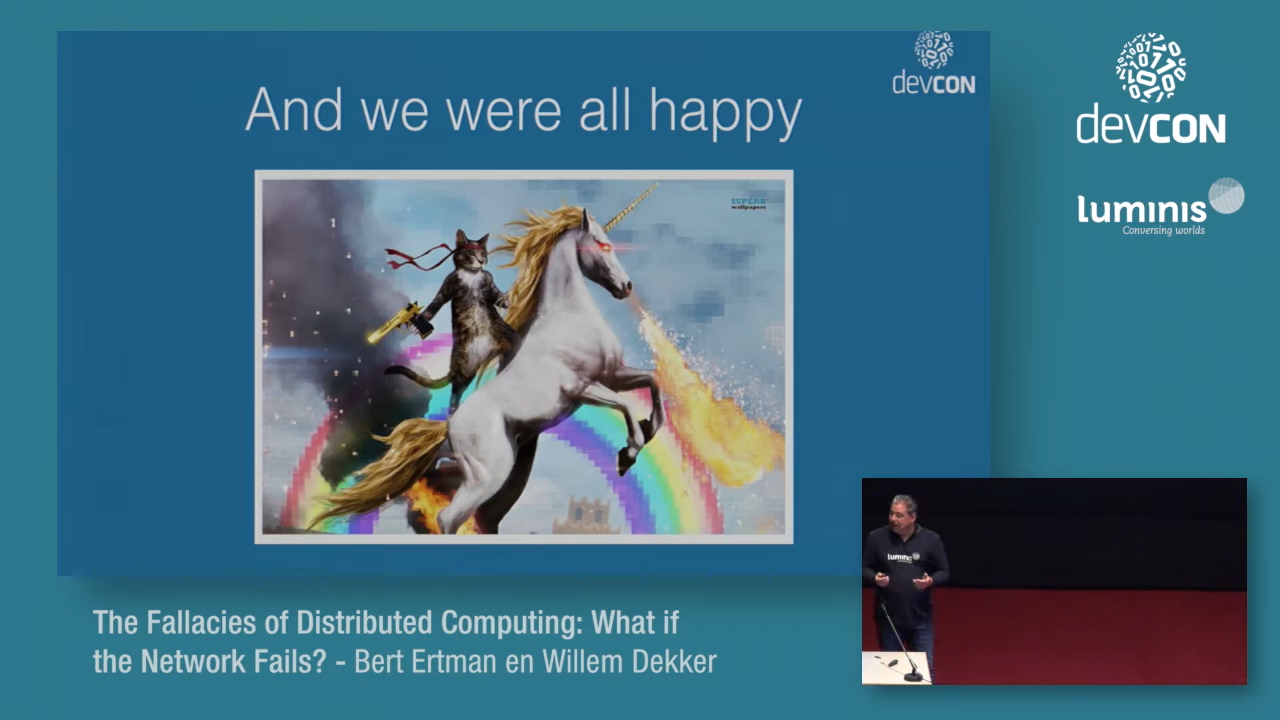 devcon
And we were all happy
SUPERB
wallpapers
devcon
luminis
Conversing worlds
luminis
The Fallacies of Distributed Computing: What if
the Network Fails? - Bert Ertman en Willem Dekker